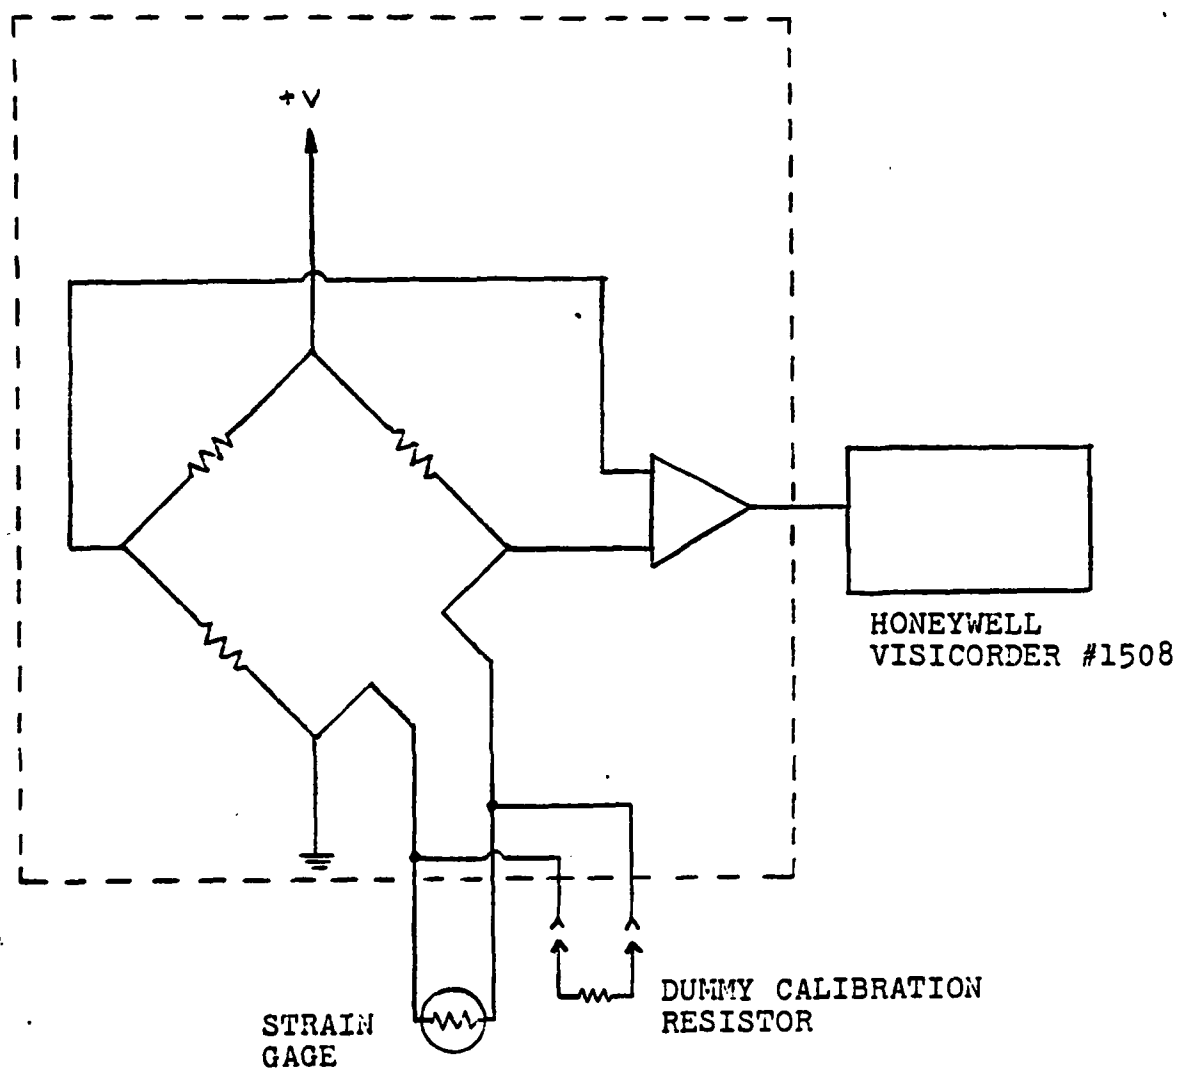 +V
HONEYWELL
VISICORDER #1508
DUMMY CALIBRATION
RESISTOR
STRAIN
GAGE